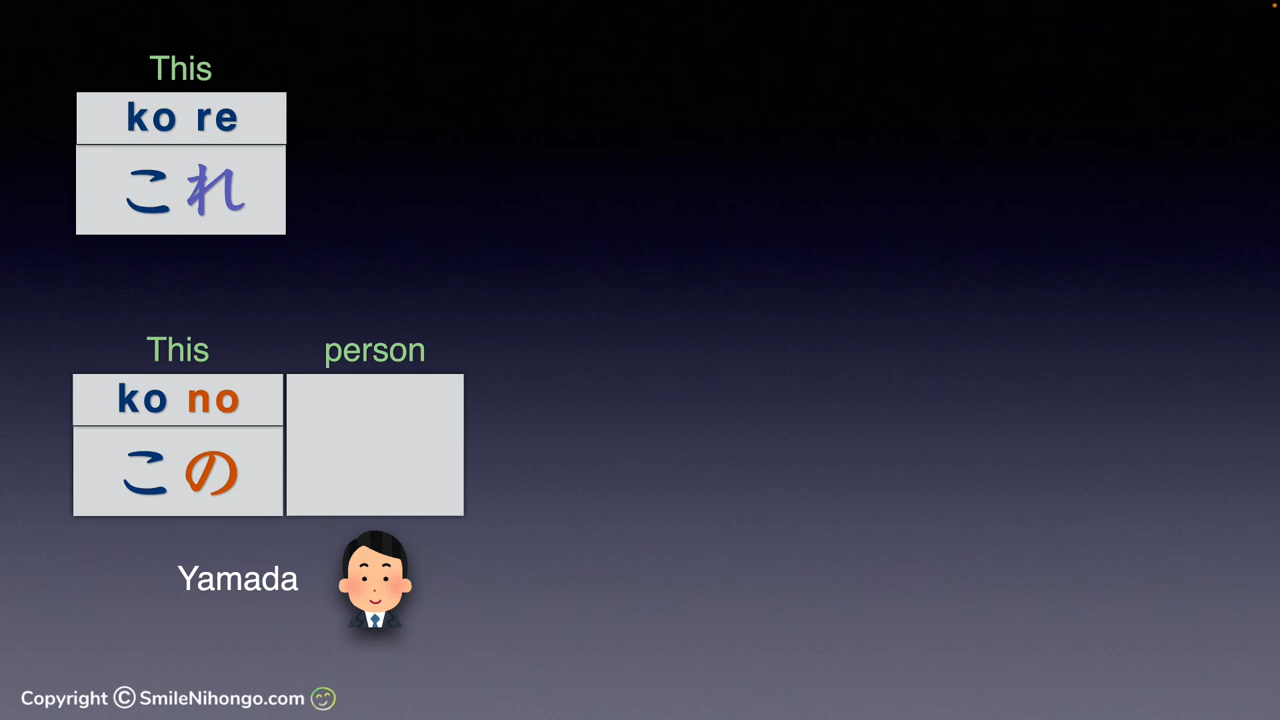 This
ko re
これ
This person
ko no
この
Yamada
Copyright © SmileNihongo.com